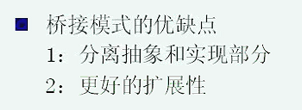 桥接模式的优缺点
1：分离抽象和实现部分
2：更好的扩展性